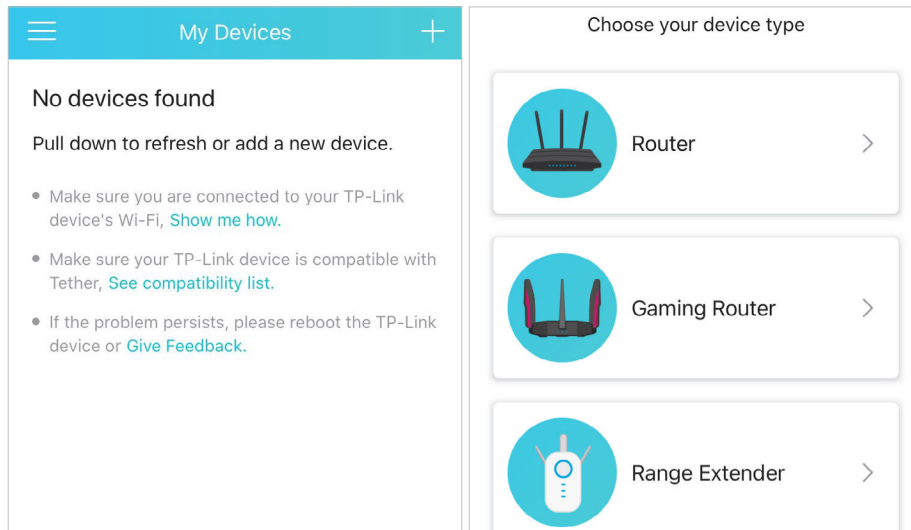 My Devices
No devices found
Pull down to refresh or add a new device.
Make sure you are connected to your TP-Link
device's Wi-Fi, Show me how.
Make sure your TP-Link device is compatible with
Tether, See compatibility list.
If the problem persists, please reboot the TP-Link
device or Give Feedback.
Choose your device type
Router
Gaming Router
Range Extender